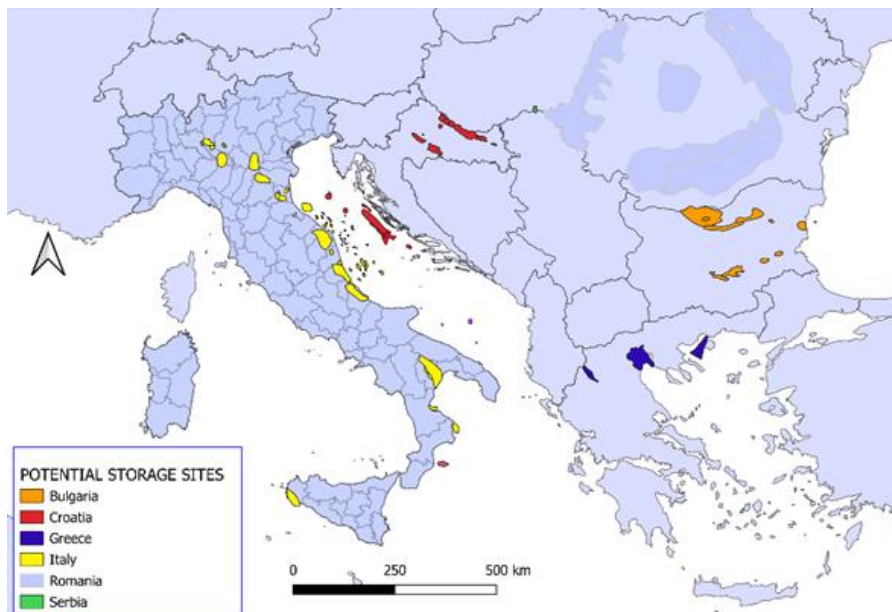 POTENTIAL STORAGE SITES
Bulgaria
Croatia
Greece
Italy
Romania
Serbia
0 250 500 km